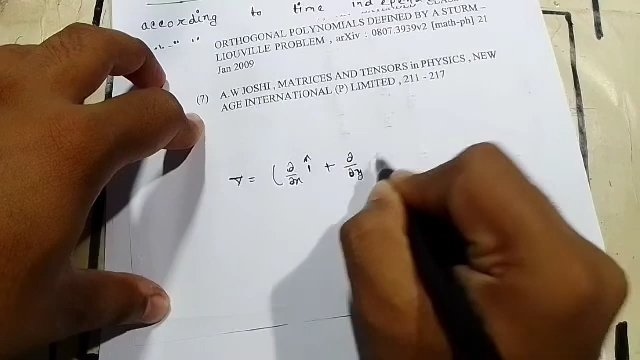 according to time indepen
ORTHOGONAL POLYNOMIALS DEFINED BY A STURM –
LIOUVILLE PROBLEM , arXiv : 0807.3939v2 [math-ph] 21
Jan 2009
(7) A.W JOSHI , MATRICES AND TENSORS in PHYSICS , NEW
AGE INTERNATIONAL (P) LIMITED , 211 - 217
∇ = ( ∂/∂x î + ∂/∂y